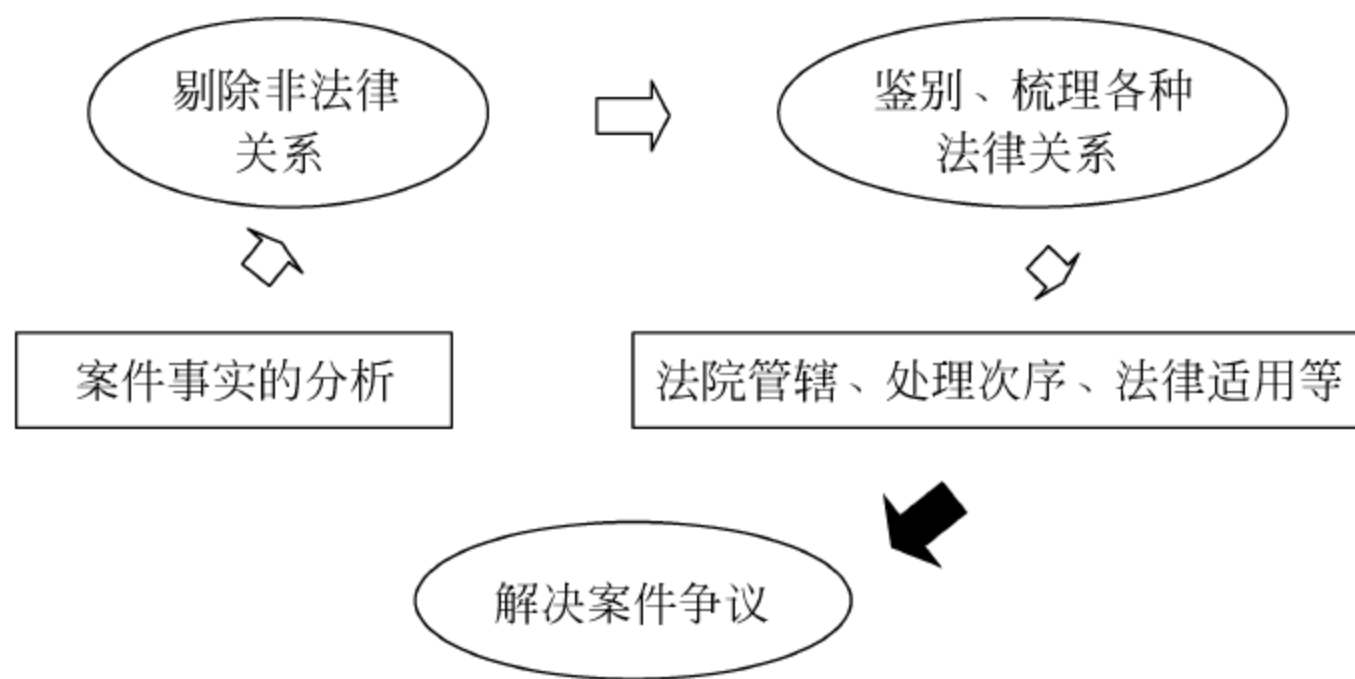 剔除非法律
关系
鉴别、梳理各种
法律关系
案件事实的分析
法院管辖、处理次序、法律适用等
解决案件争议